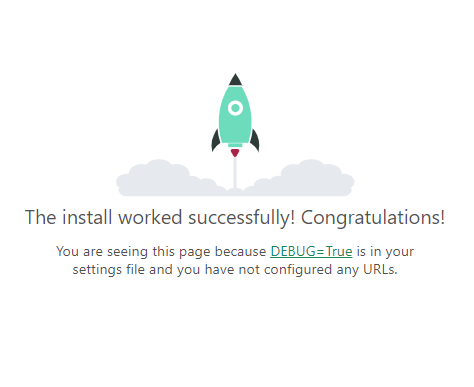 The install worked successfully! Congratulations!
You are seeing this page because DEBUG=True is in your
settings file and you have not configured any URLs.